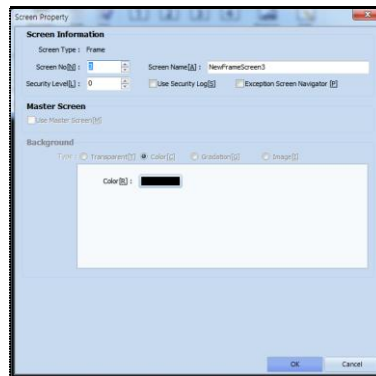 Screen Property
Screen Information
Screen Type : Frame
Screen No[N] : 3 Screen Name[A] : NewFrameScreen3
Security Level[L] : 0 Use Security Log[S] Exception Screen Navigator [P]
Master Screen
Use Master Screen[M]
Background
Type : Transparent[T] Color[C] Gradation[G] Image[I]
Color[R] :
OK Cancel